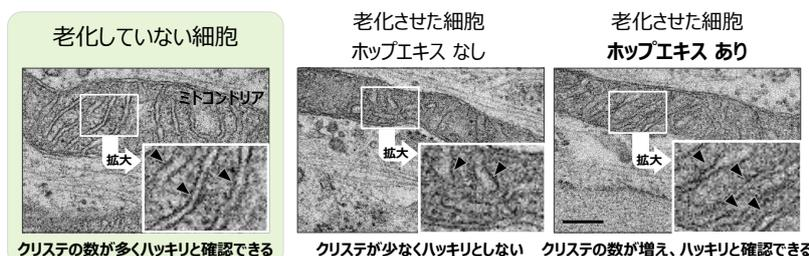 老化していない細胞
ミトコンドリア
拡大
クリステの数が多くハッキリと確認できる
老化させた細胞
ホップエキス なし
拡大
クリステが少なくハッキリとしない
老化させた細胞
ホップエキス あり
拡大
クリステの数が増え、ハッキリと確認できる